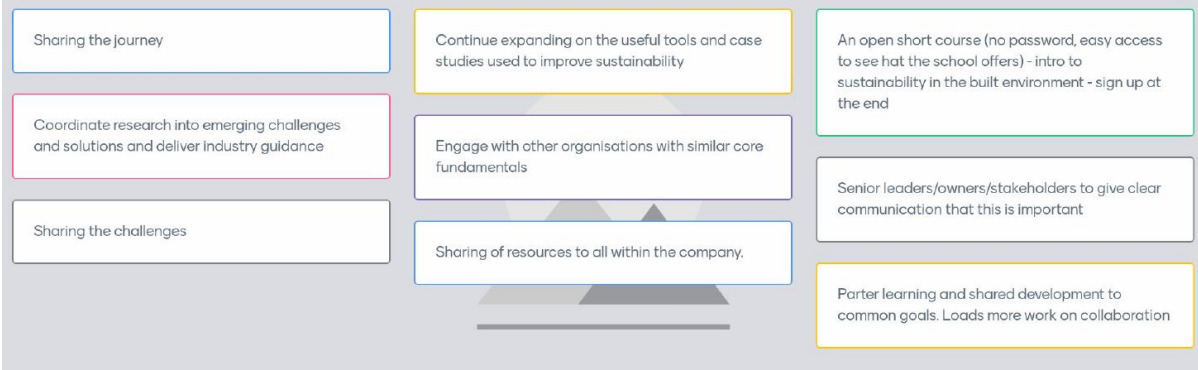 Sharing the journey
Coordinate research into emerging challenges
and solutions and deliver industry guidance
Sharing the challenges
Continue expanding on the useful tools and case
studies used to improve sustainability
Engage with other organisations with similar core
fundamentals
Sharing of resources to all within the company.
An open short course (no password, easy access
to see hat the school offers) - intro to
sustainability in the built environment - sign up at
the end
Senior leaders/owners/stakeholders to give clear
communication that this is important
Parter learning and shared development to
common goals. Loads more work on collaboration